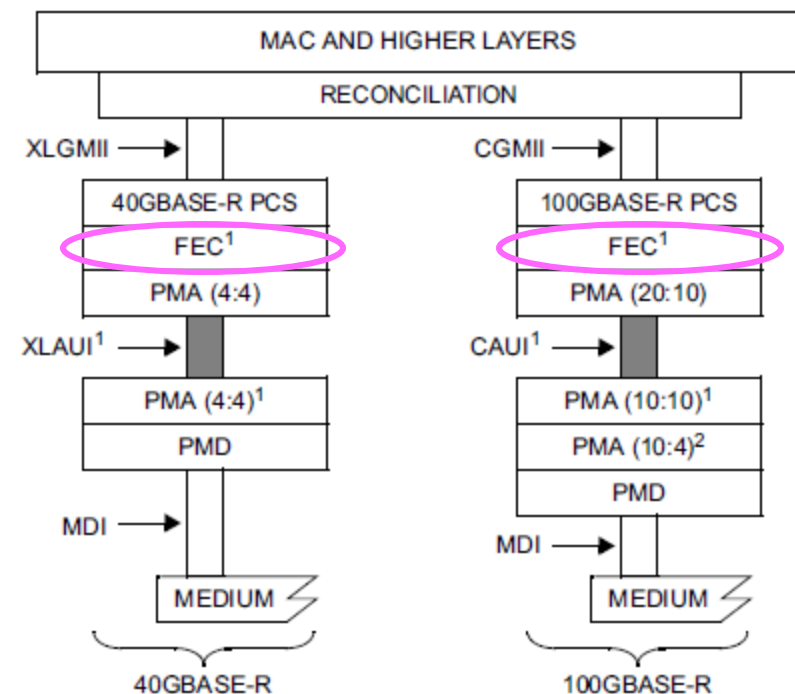 MAC AND HIGHER LAYERS
RECONCILIATION
XLGMII
CGMII
40GBASE-R PCS
100GBASE-R PCS
FEC¹
FEC¹
PMA (4:4)
PMA (20:10)
XLAUI¹
CAUI¹
PMA (4:4)¹
PMA (10:10)¹
PMD
PMA (10:4)²
PMD
MDI
MDI
MEDIUM
MEDIUM
40GBASE-R
100GBASE-R